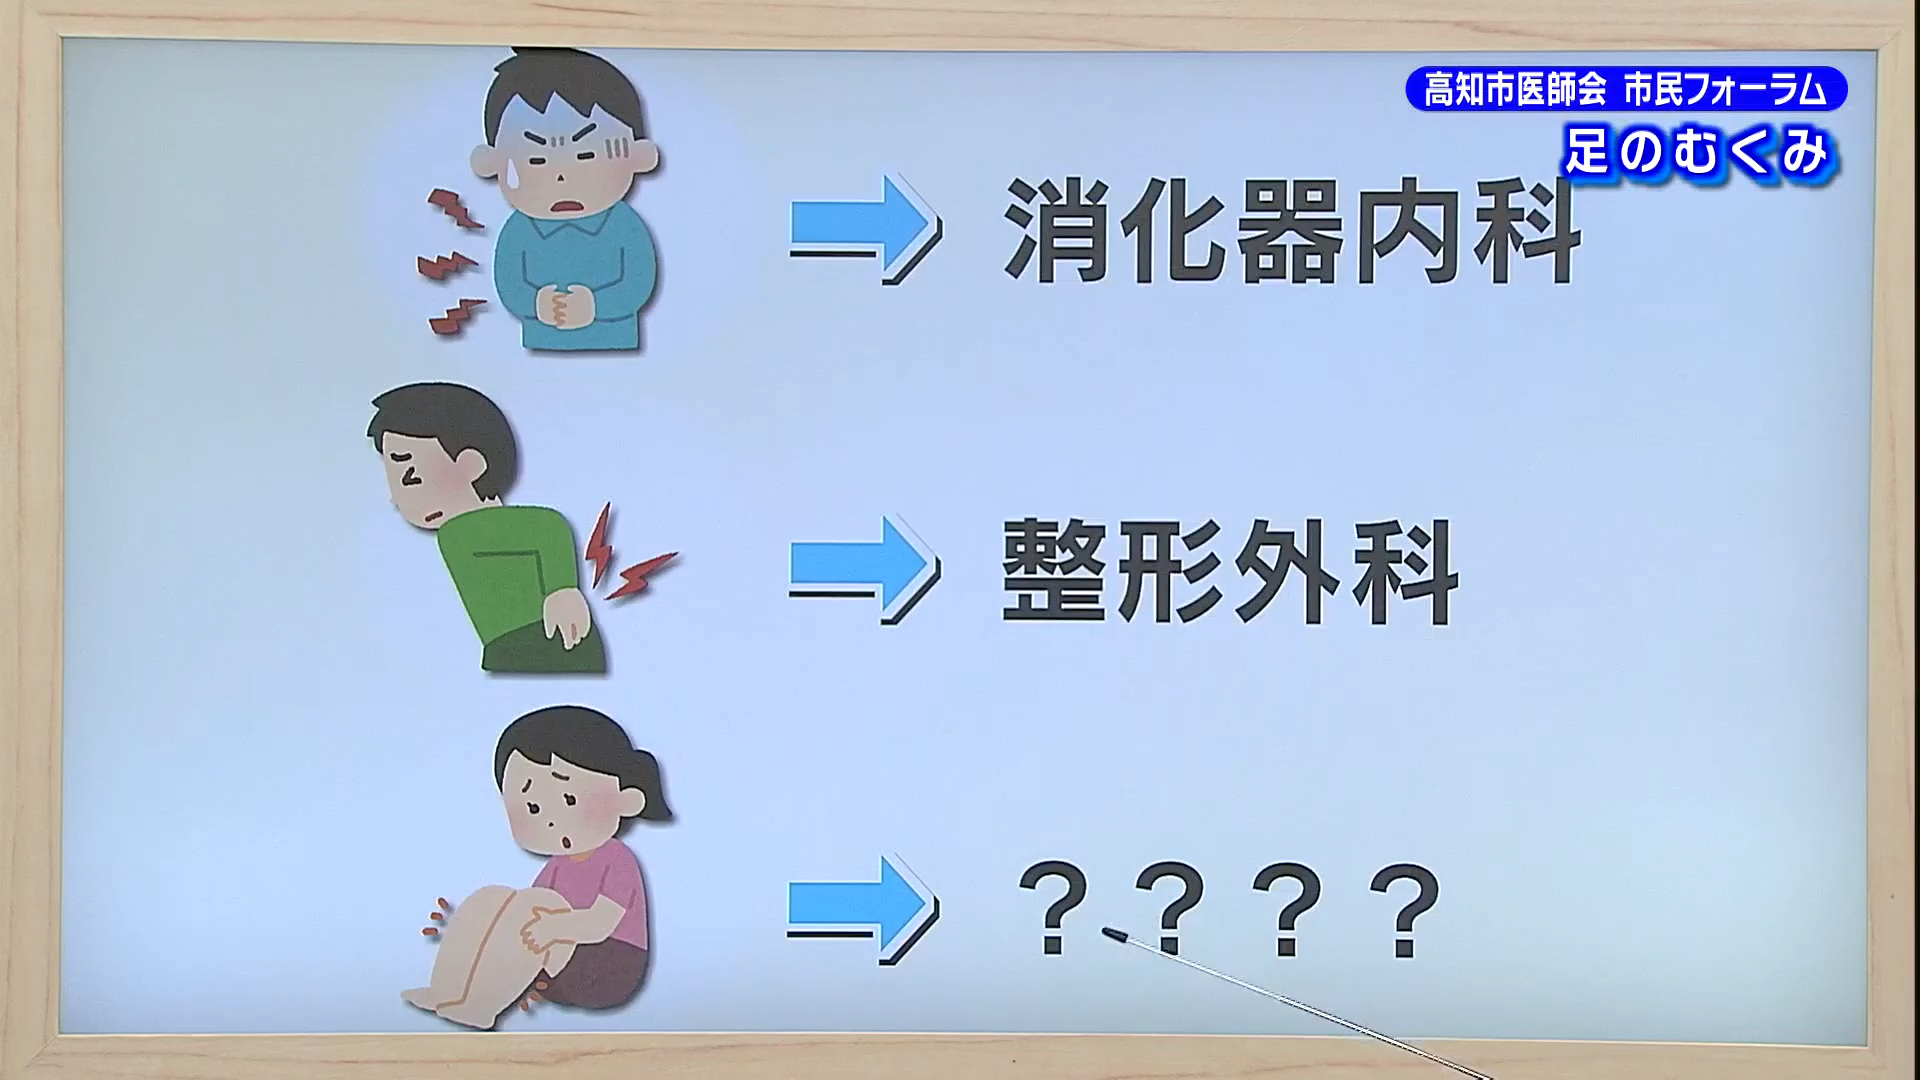 高知市医師会 市民フォーラム
足のむくみ
消化器内科
整形外科
？？？？